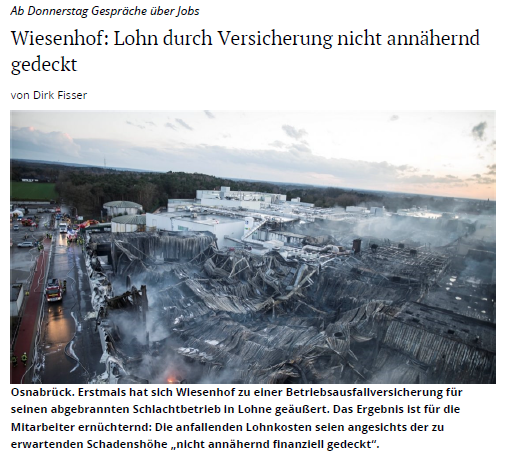 Ab Donnerstag Gespräche über Jobs
Wiesenhof: Lohn durch Versicherung nicht annähernd
gedeckt
von Dirk Fisser
Osnabrück. Erstmals hat sich Wiesenhof zu einer Betriebsausfallversicherung für
seinen abgebrannten Schlachtbetrieb in Lohne geäußert. Das Ergebnis ist für die
Mitarbeiter ernüchternd: Die anfallenden Lohnkosten seien angesichts der zu
erwartenden Schadenshöhe „nicht annähernd finanziell gedeckt“.